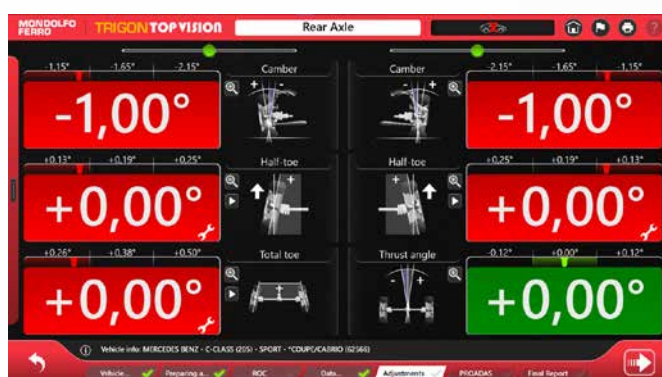 MONDOLFO
FERRO
TRIGON TOP VISION
Rear Axle
?
-1,15° -1,65° -2,15°
Camber
Camber
-2,15° -1,65° -1,15°
-1,00°
-1,00°
+0,13° +0,19° +0,25°
Half-toe
Half-toe
+0,25° +0,19° +0,13°
+0,00°
+0,00°
+0,26° +0,38° +0,50°
Total toe
Thrust angle
-0,12° +0,00° +0,12°
+0,00°
+0,00°
Vehicle info: MERCEDES BENZ - C-CLASS (205) - SPORT - *COUPE/CABRIO (62566)
Vehicle... Preparing a... ROC Data... Adjustments PROADAS Final Report